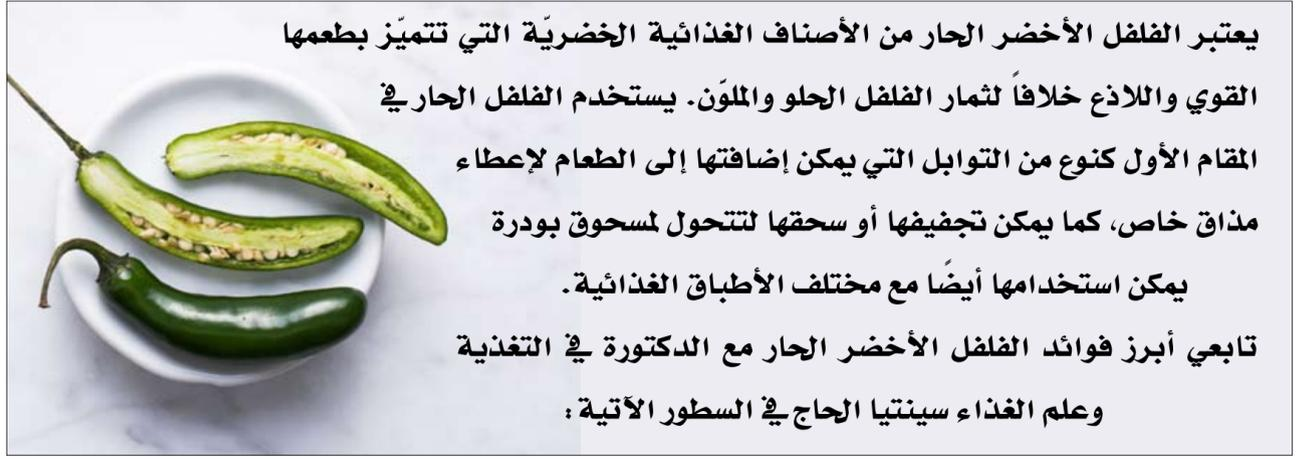 يعتبر الفلفل الأخضر الحار من الأصناف الغذائية الخضريّة التي تتميّز بطعمها
القوي واللاذع خلافاً لثمار الفلفل الحلو والملوّن. يستخدم الفلفل الحار في
المقام الأول كنوع من التوابل التي يمكن إضافتها إلى الطعام لإعطاء
مذاق خاص، كما يمكن تجفيفها أو سحقها لتتحول لمسحوق بودرة
يمكن استخدامها أيضًا مع مختلف الأطباق الغذائية.
تابعي أبرز فوائد الفلفل الأخضر الحار مع الدكتورة في التغذية
وعلم الغذاء سينتيا الحاج في السطور الآتية :